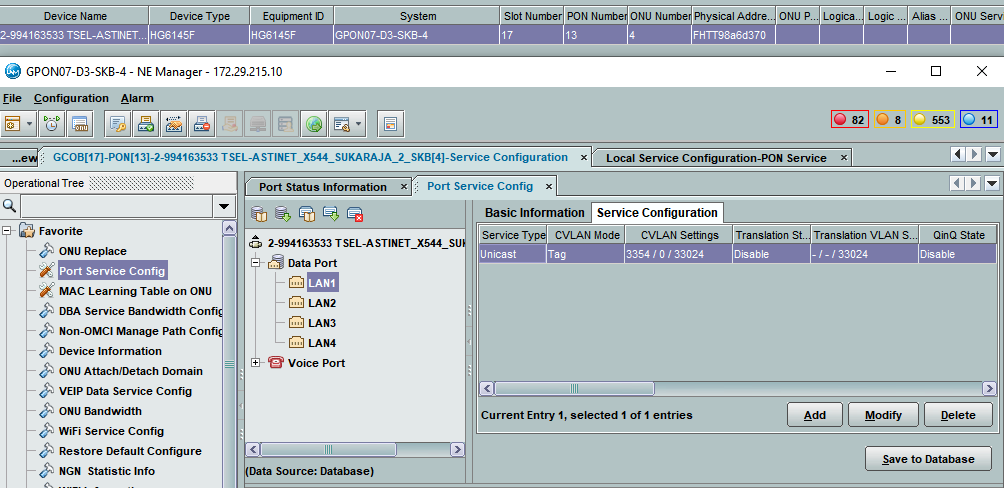 Device Name Device Type Equipment ID System Slot Number PON Number ONU Number Physical Addre... ONU P... Logica... Logic ... Alias ... ONU Serv
2-994163533 TSEL-ASTINET... HG6145F HG6145F GPON07-D3-SKB-4 17 13 4 FHTT98a6d370
GPON07-D3-SKB-4 - NE Manager - 172.29.215.10
File Configuration Alarm
82 8 553 11
...ew GCOB[17]-PON[13]-2-994163533 TSEL-ASTINET_X544_SUKARAJA_2_SKB[4]-Service Configuration × Local Service Configuration-PON Service ×
Operational Tree
Favorite
ONU Replace
Port Service Config
MAC Learning Table on ONU
DBA Service Bandwidth Config
Non-OMCI Manage Path Config
Device Information
ONU Attach/Detach Domain
VEIP Data Service Config
ONU Bandwidth
WiFi Service Config
Restore Default Configure
NGN Statistic Info
Port Status Information × Port Service Config ×
2-994163533 TSEL-ASTINET_X544_SUK
Data Port
LAN1
LAN2
LAN3
LAN4
Voice Port
(Data Source: Database)
Basic Information Service Configuration
Service Type CVLAN Mode CVLAN Settings Translation St... Translation VLAN S... QinQ State
Unicast Tag 3354 / 0 / 33024 Disable - / - / 33024 Disable
Current Entry 1, selected 1 of 1 entries
Add Modify Delete
Save to Database